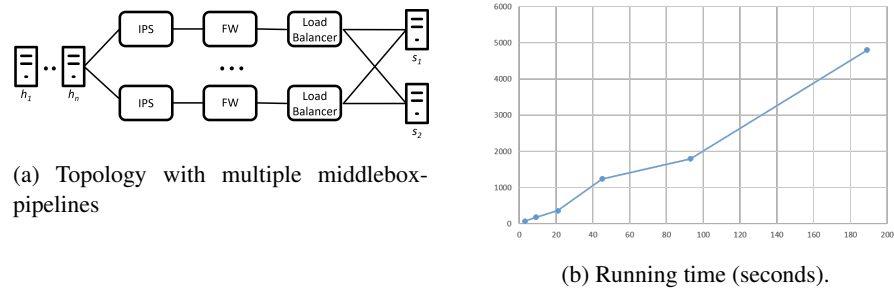 IPS
FW
Load
Balancer
h1
h_n
s1
IPS
FW
Load
Balancer
s2
(a) Topology with multiple middlebox-
pipelines
6000
5000
4000
3000
2000
1000
0
0 20 40 60 80 100 120 140 160 180 200
(b) Running time (seconds).